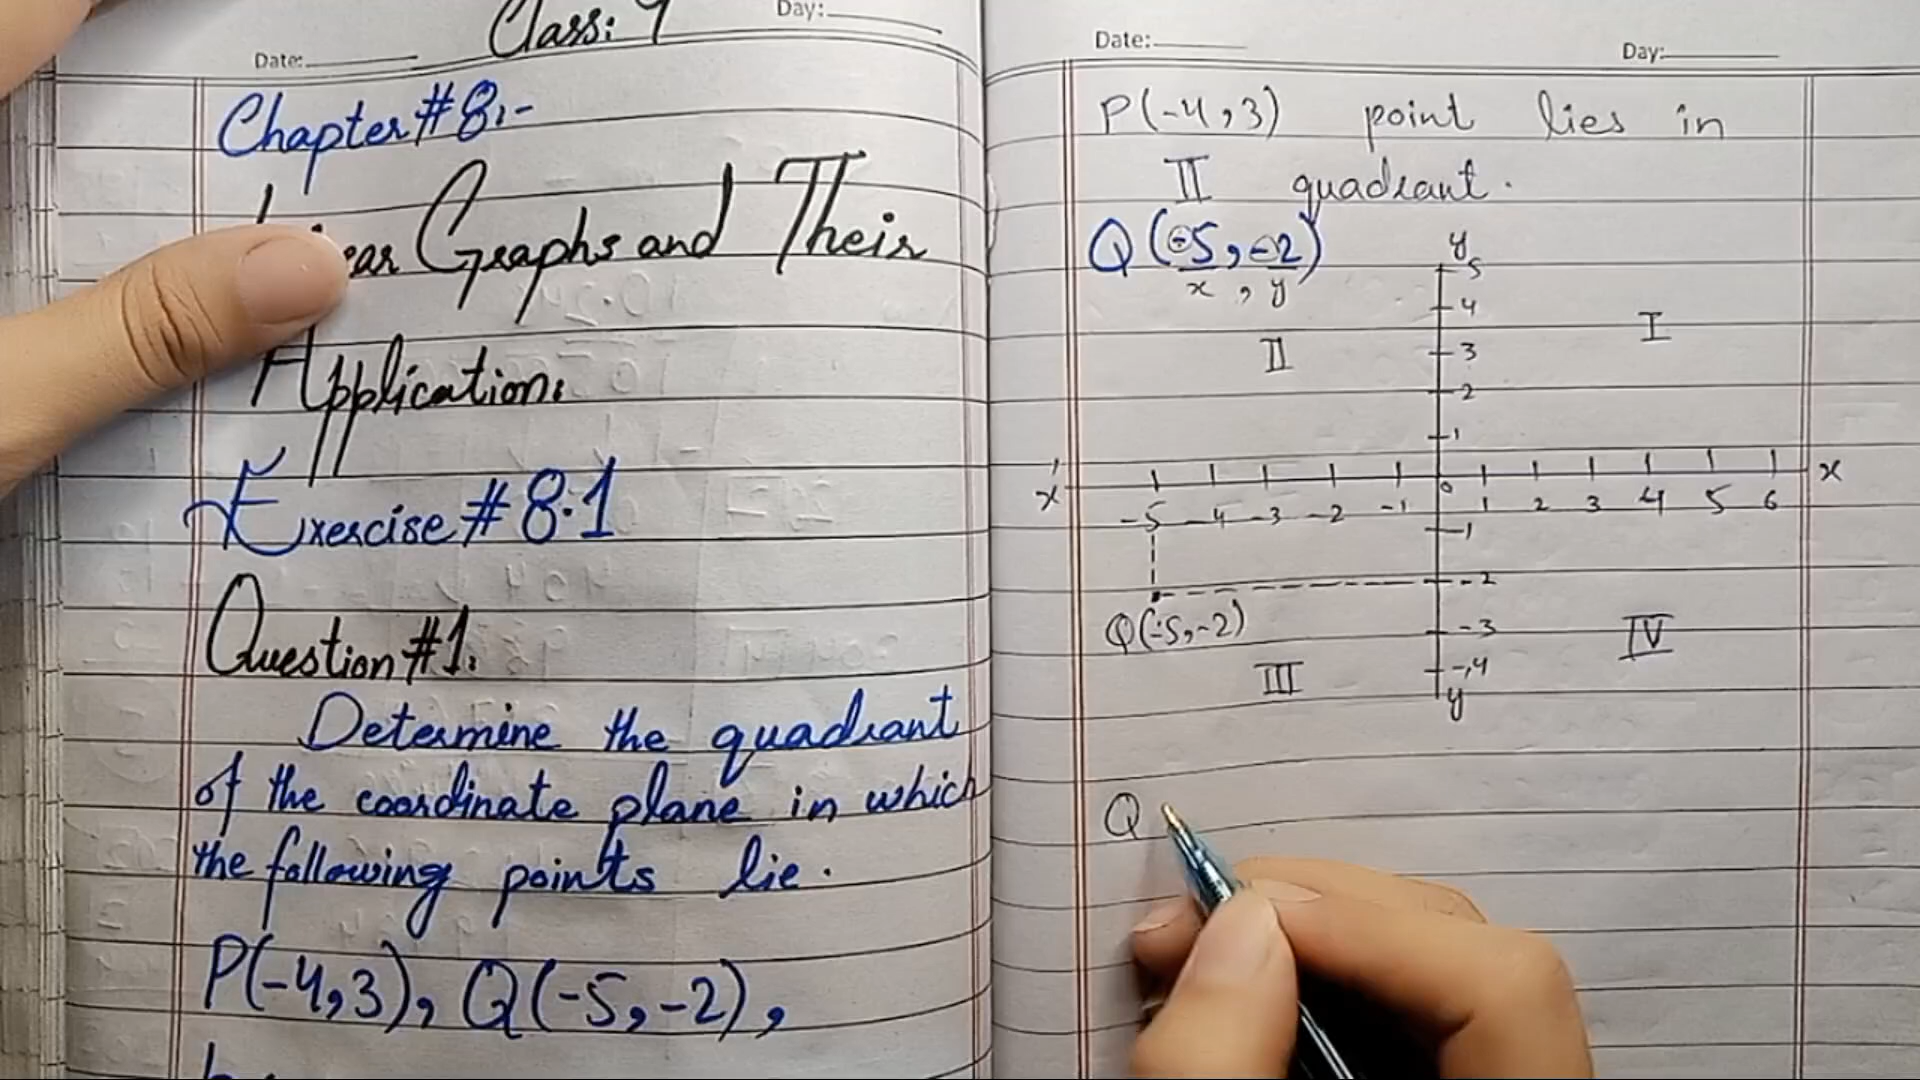 Class: 9
Day:
Date:
Chapter # 8:-
Graphs and Their
Application.
Exercise # 8.1
Question #1.
Determine the quadrant
of the coordinate plane in which
the following points lie.
P(-4,3), Q(-5,-2),
Date:
Day:
P(-4,3) point lies in
II quadrant.
Q(-5,-2)
x , y
y
5
4
I
II
3
2
1
x' x
-5 -4 -3 -2 -1 0 1 2 3 4 5 6
-1
-2
Q(-5,-2)
-3
IV
III
-4
y
Q